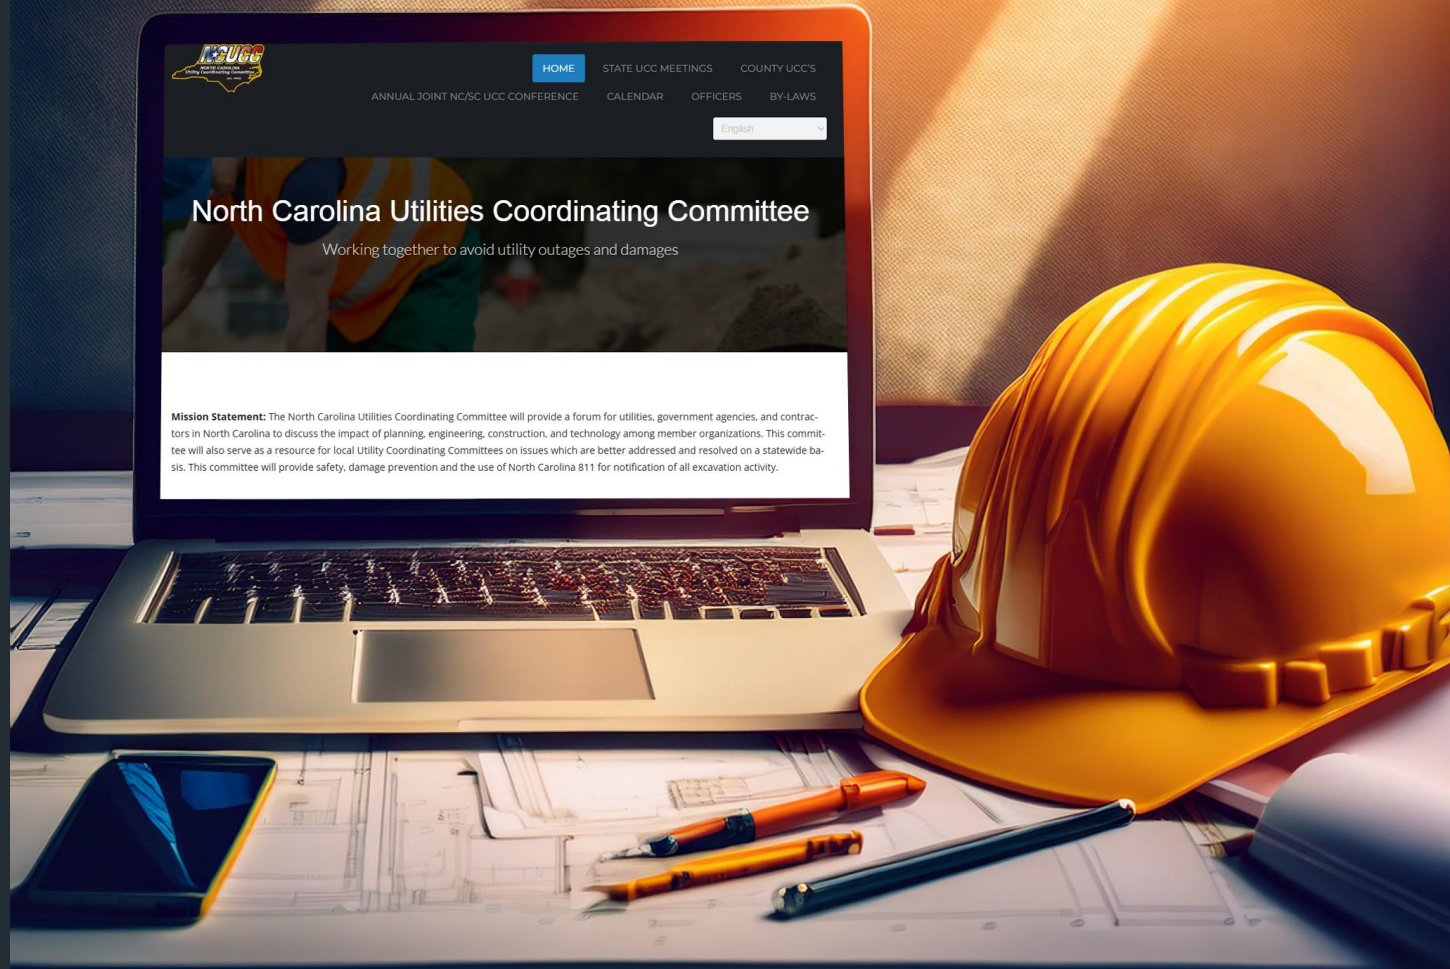 NCUCC
NORTH CAROLINA
Utility Coordinating Committee
HOME
STATE UCC MEETINGS
COUNTY UCC'S
ANNUAL JOINT NC/SC UCC CONFERENCE
CALENDAR
OFFICERS
BY-LAWS
English
North Carolina Utilities Coordinating Committee
Working together to avoid utility outages and damages
Mission Statement: The North Carolina Utilities Coordinating Committee will provide a forum for utilities, government agencies, and contrac-
tors in North Carolina to discuss the impact of planning, engineering, construction, and technology among member organizations. This commit-
tee will also serve as a resource for local Utility Coordinating Committees on issues which are better addressed and resolved on a statewide ba-
sis. This committee will provide safety, damage prevention and the use of North Carolina 811 for notification of all excavation activity.